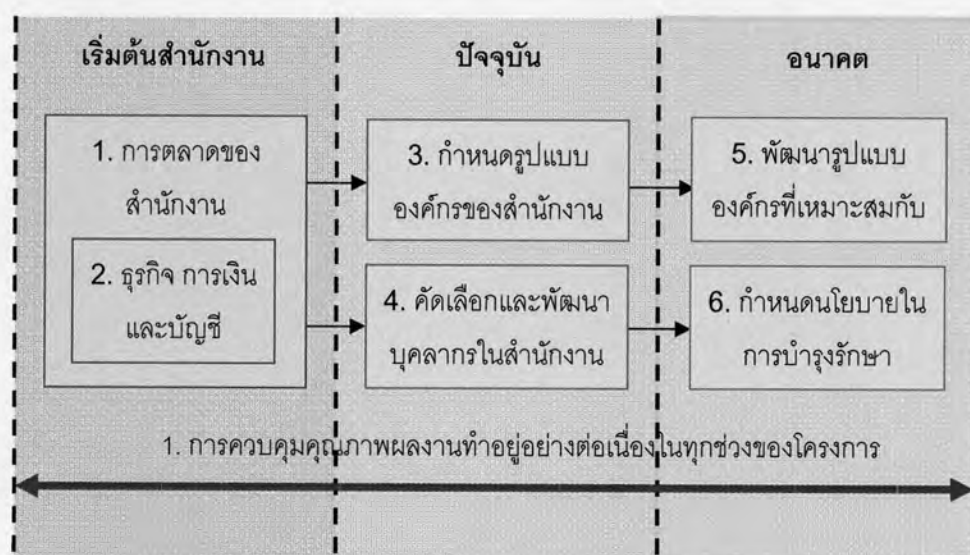 เริ่มต้นสำนักงาน
ปัจจุบัน
อนาคต
1. การตลาดของ
สำนักงาน
2. ธุรกิจ การเงิน
และบัญชี
3. กำหนดรูปแบบ
องค์กรของสำนักงาน
4. คัดเลือกและพัฒนา
บุคลากรในสำนักงาน
5. พัฒนารูปแบบ
องค์กรที่เหมาะสมกับ
6. กำหนดนโยบายใน
การบำรุงรักษา
1. การควบคุมคุณภาพผลงานทำอยู่อย่างต่อเนื่องในทุกช่วงของโครงการ